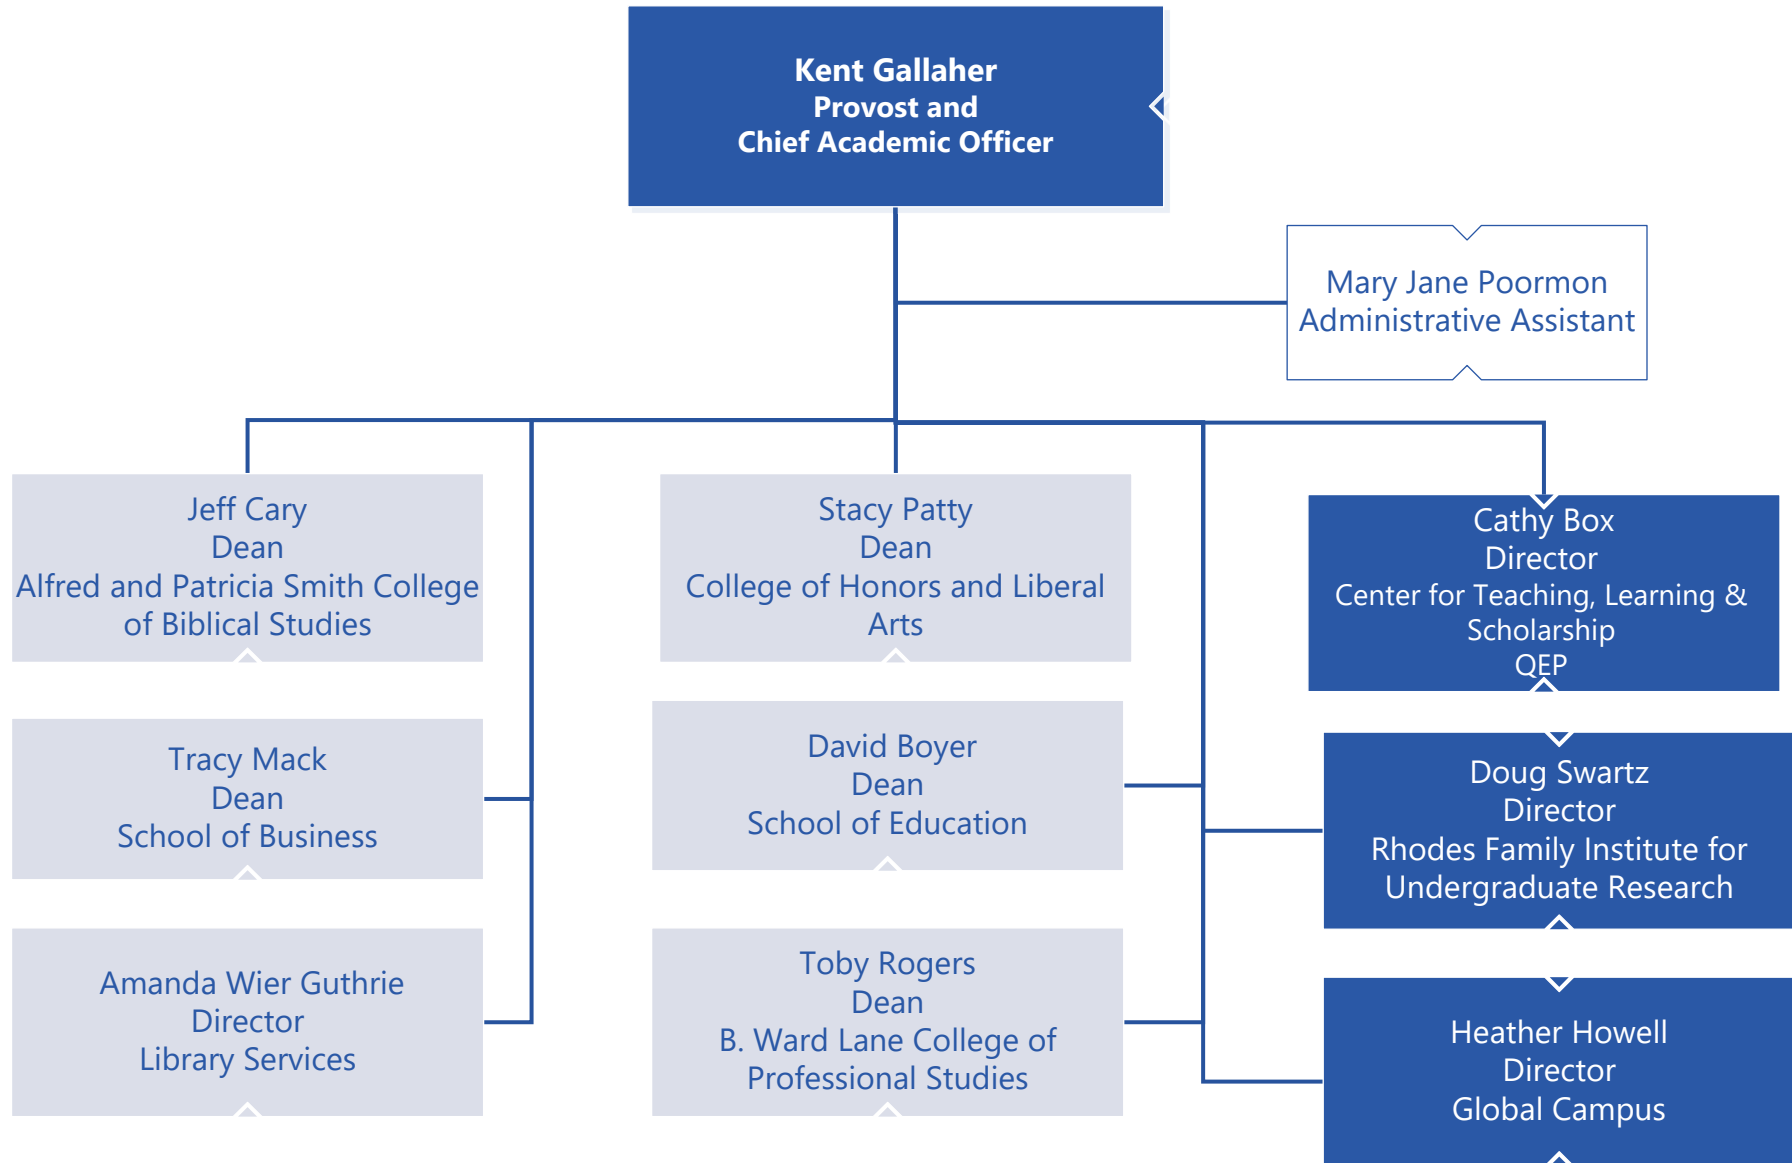 Kent Gallaher
Provost and
Chief Academic Officer
Mary Jane Poormon
Administrative Assistant
Jeff Cary
Dean
Alfred and Patricia Smith College
of Biblical Studies
Stacy Patty
Dean
College of Honors and Liberal
Arts
Cathy Box
Director
Center for Teaching, Learning &
Scholarship
QEP
Tracy Mack
Dean
School of Business
David Boyer
Dean
School of Education
Doug Swartz
Director
Rhodes Family Institute for
Undergraduate Research
Amanda Wier Guthrie
Director
Library Services
Toby Rogers
Dean
B. Ward Lane College of
Professional Studies
Heather Howell
Director
Global Campus